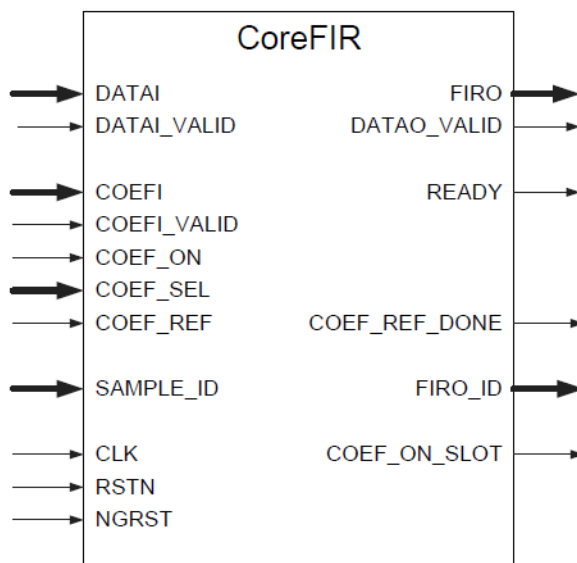 CoreFIR
DATAI FIRO
DATAI_VALID DATAO_VALID
COEFI READY
COEFI_VALID
COEF_ON
COEF_SEL
COEF_REF COEF_REF_DONE
SAMPLE_ID FIRO_ID
CLK COEF_ON_SLOT
RSTN
NGRST